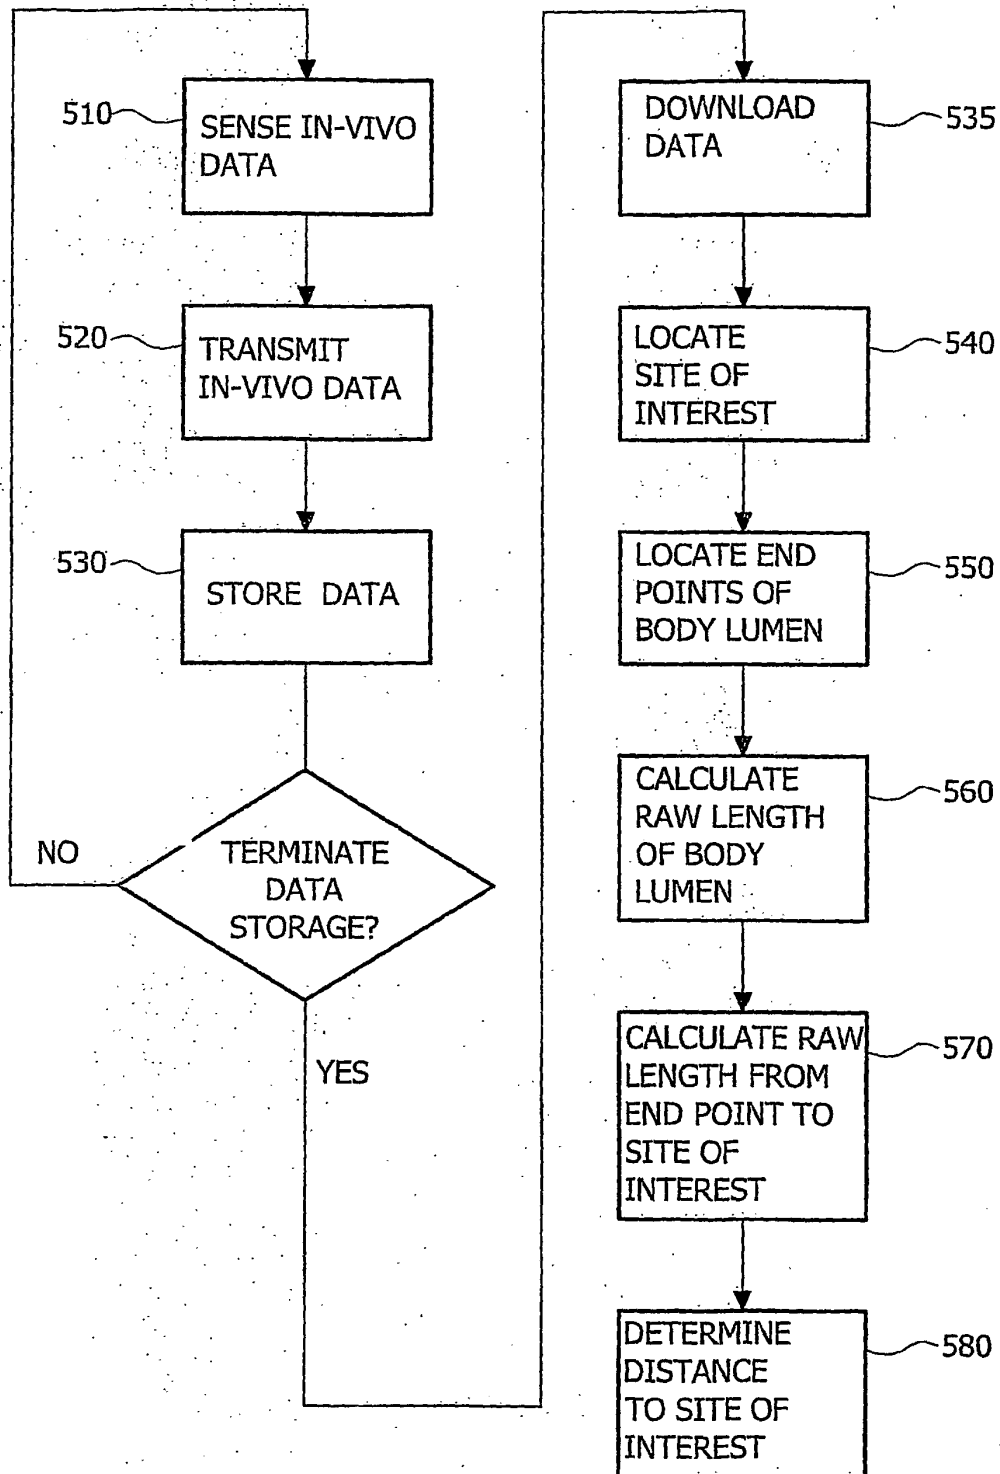 510
SENSE IN-VIVO
DATA
520
TRANSMIT
IN-VIVO DATA
530
STORE DATA
NO
TERMINATE
DATA
STORAGE?
YES
DOWNLOAD
DATA
535
LOCATE
SITE OF
INTEREST
540
LOCATE END
POINTS OF
BODY LUMEN
550
CALCULATE
RAW LENGTH
OF BODY
LUMEN
560
CALCULATE RAW
LENGTH FROM
END POINT TO
SITE OF
INTEREST
570
DETERMINE
DISTANCE
TO SITE OF
INTEREST
580